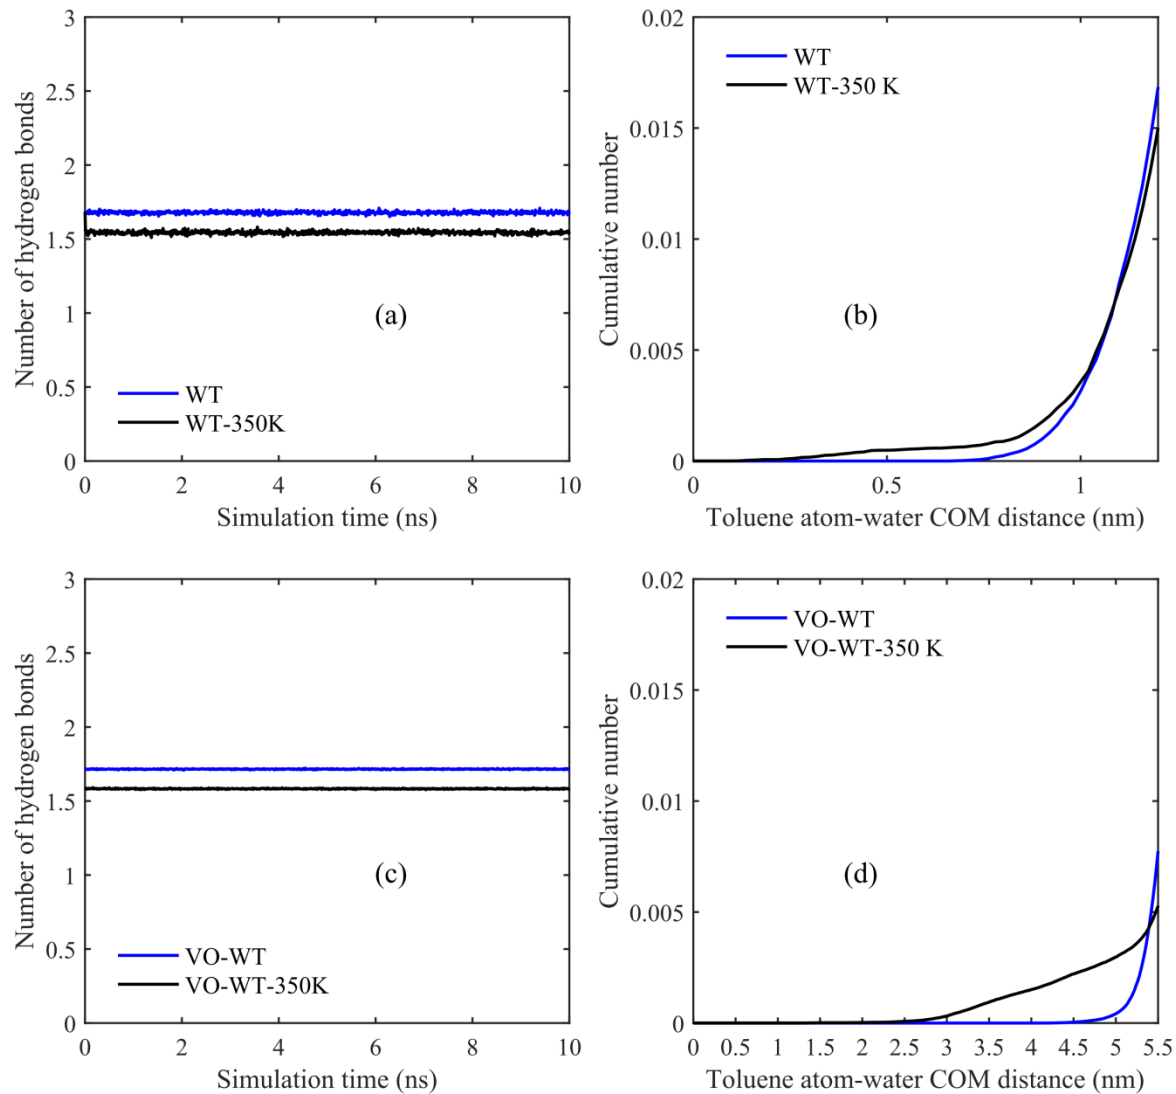 3
2.5
2
1.5
1
0.5
0
0 2 4 6 8 10
Number of hydrogen bonds
Simulation time (ns)
WT
WT-350K
(a)
0.02
0.015
0.01
0.005
0
0 0.5 1
Cumulative number
Toluene atom-water COM distance (nm)
WT
WT-350 K
(b)
3
2.5
2
1.5
1
0.5
0
0 2 4 6 8 10
Number of hydrogen bonds
Simulation time (ns)
VO-WT
VO-WT-350K
(c)
0.02
0.015
0.01
0.005
0
0 0.5 1 1.5 2 2.5 3 3.5 4 4.5 5 5.5
Cumulative number
Toluene atom-water COM distance (nm)
VO-WT
VO-WT-350 K
(d)